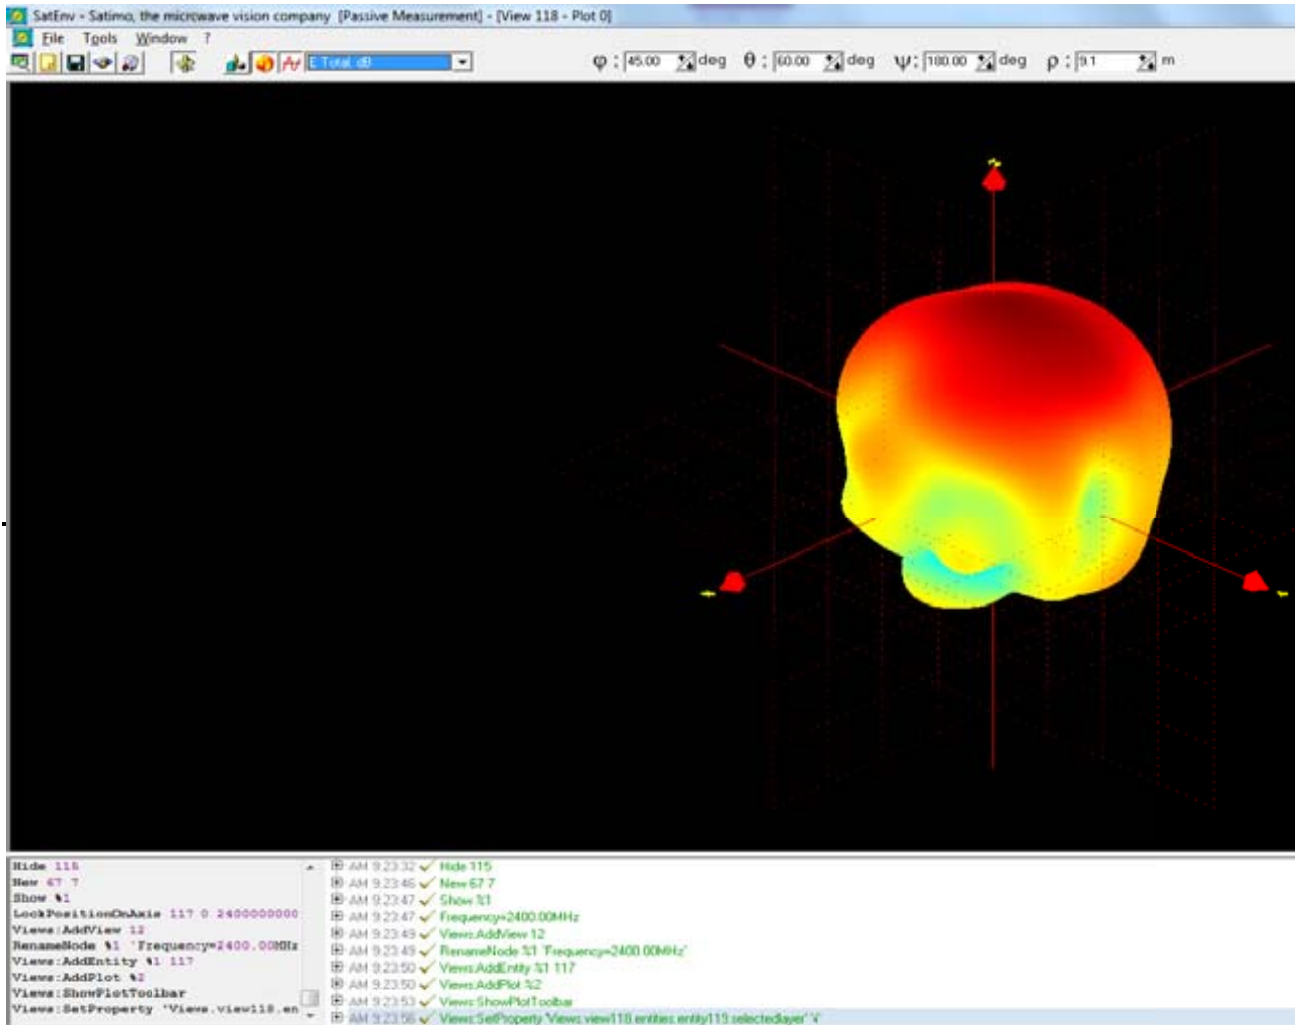 SatEnv - Satimo, the microwave vision company [Passive Measurement] - [View 118 - Plot 0]
File Tools Window ?
E Total dB φ : 45.00 deg θ : 60.00 deg ψ : 180.00 deg ρ : 9.1 m
Hide 115
New 67 7
Show %1
LockPositionOnAxis 117 0 2400000000
Views:AddView 12
RenameNode %1 'Frequency=2400.00MHz
Views:AddEntity %1 117
Views:AddPlot %2
Views:ShowPlotToolbar
Views:SetProperty 'Views.view118.en
AM 9:23:32 Hide 115
AM 9:23:46 New 67 7
AM 9:23:47 Show %1
AM 9:23:47 Frequency=2400.00MHz
AM 9:23:49 Views:AddView 12
AM 9:23:49 RenameNode %1 'Frequency=2400.00MHz'
AM 9:23:50 Views:AddEntity %1 117
AM 9:23:50 Views:AddPlot %2
AM 9:23:53 Views:ShowPlotToolbar
AM 9:23:56 Views:SetProperty 'Views.view118.entities.entity119.selectedlayer' '4'